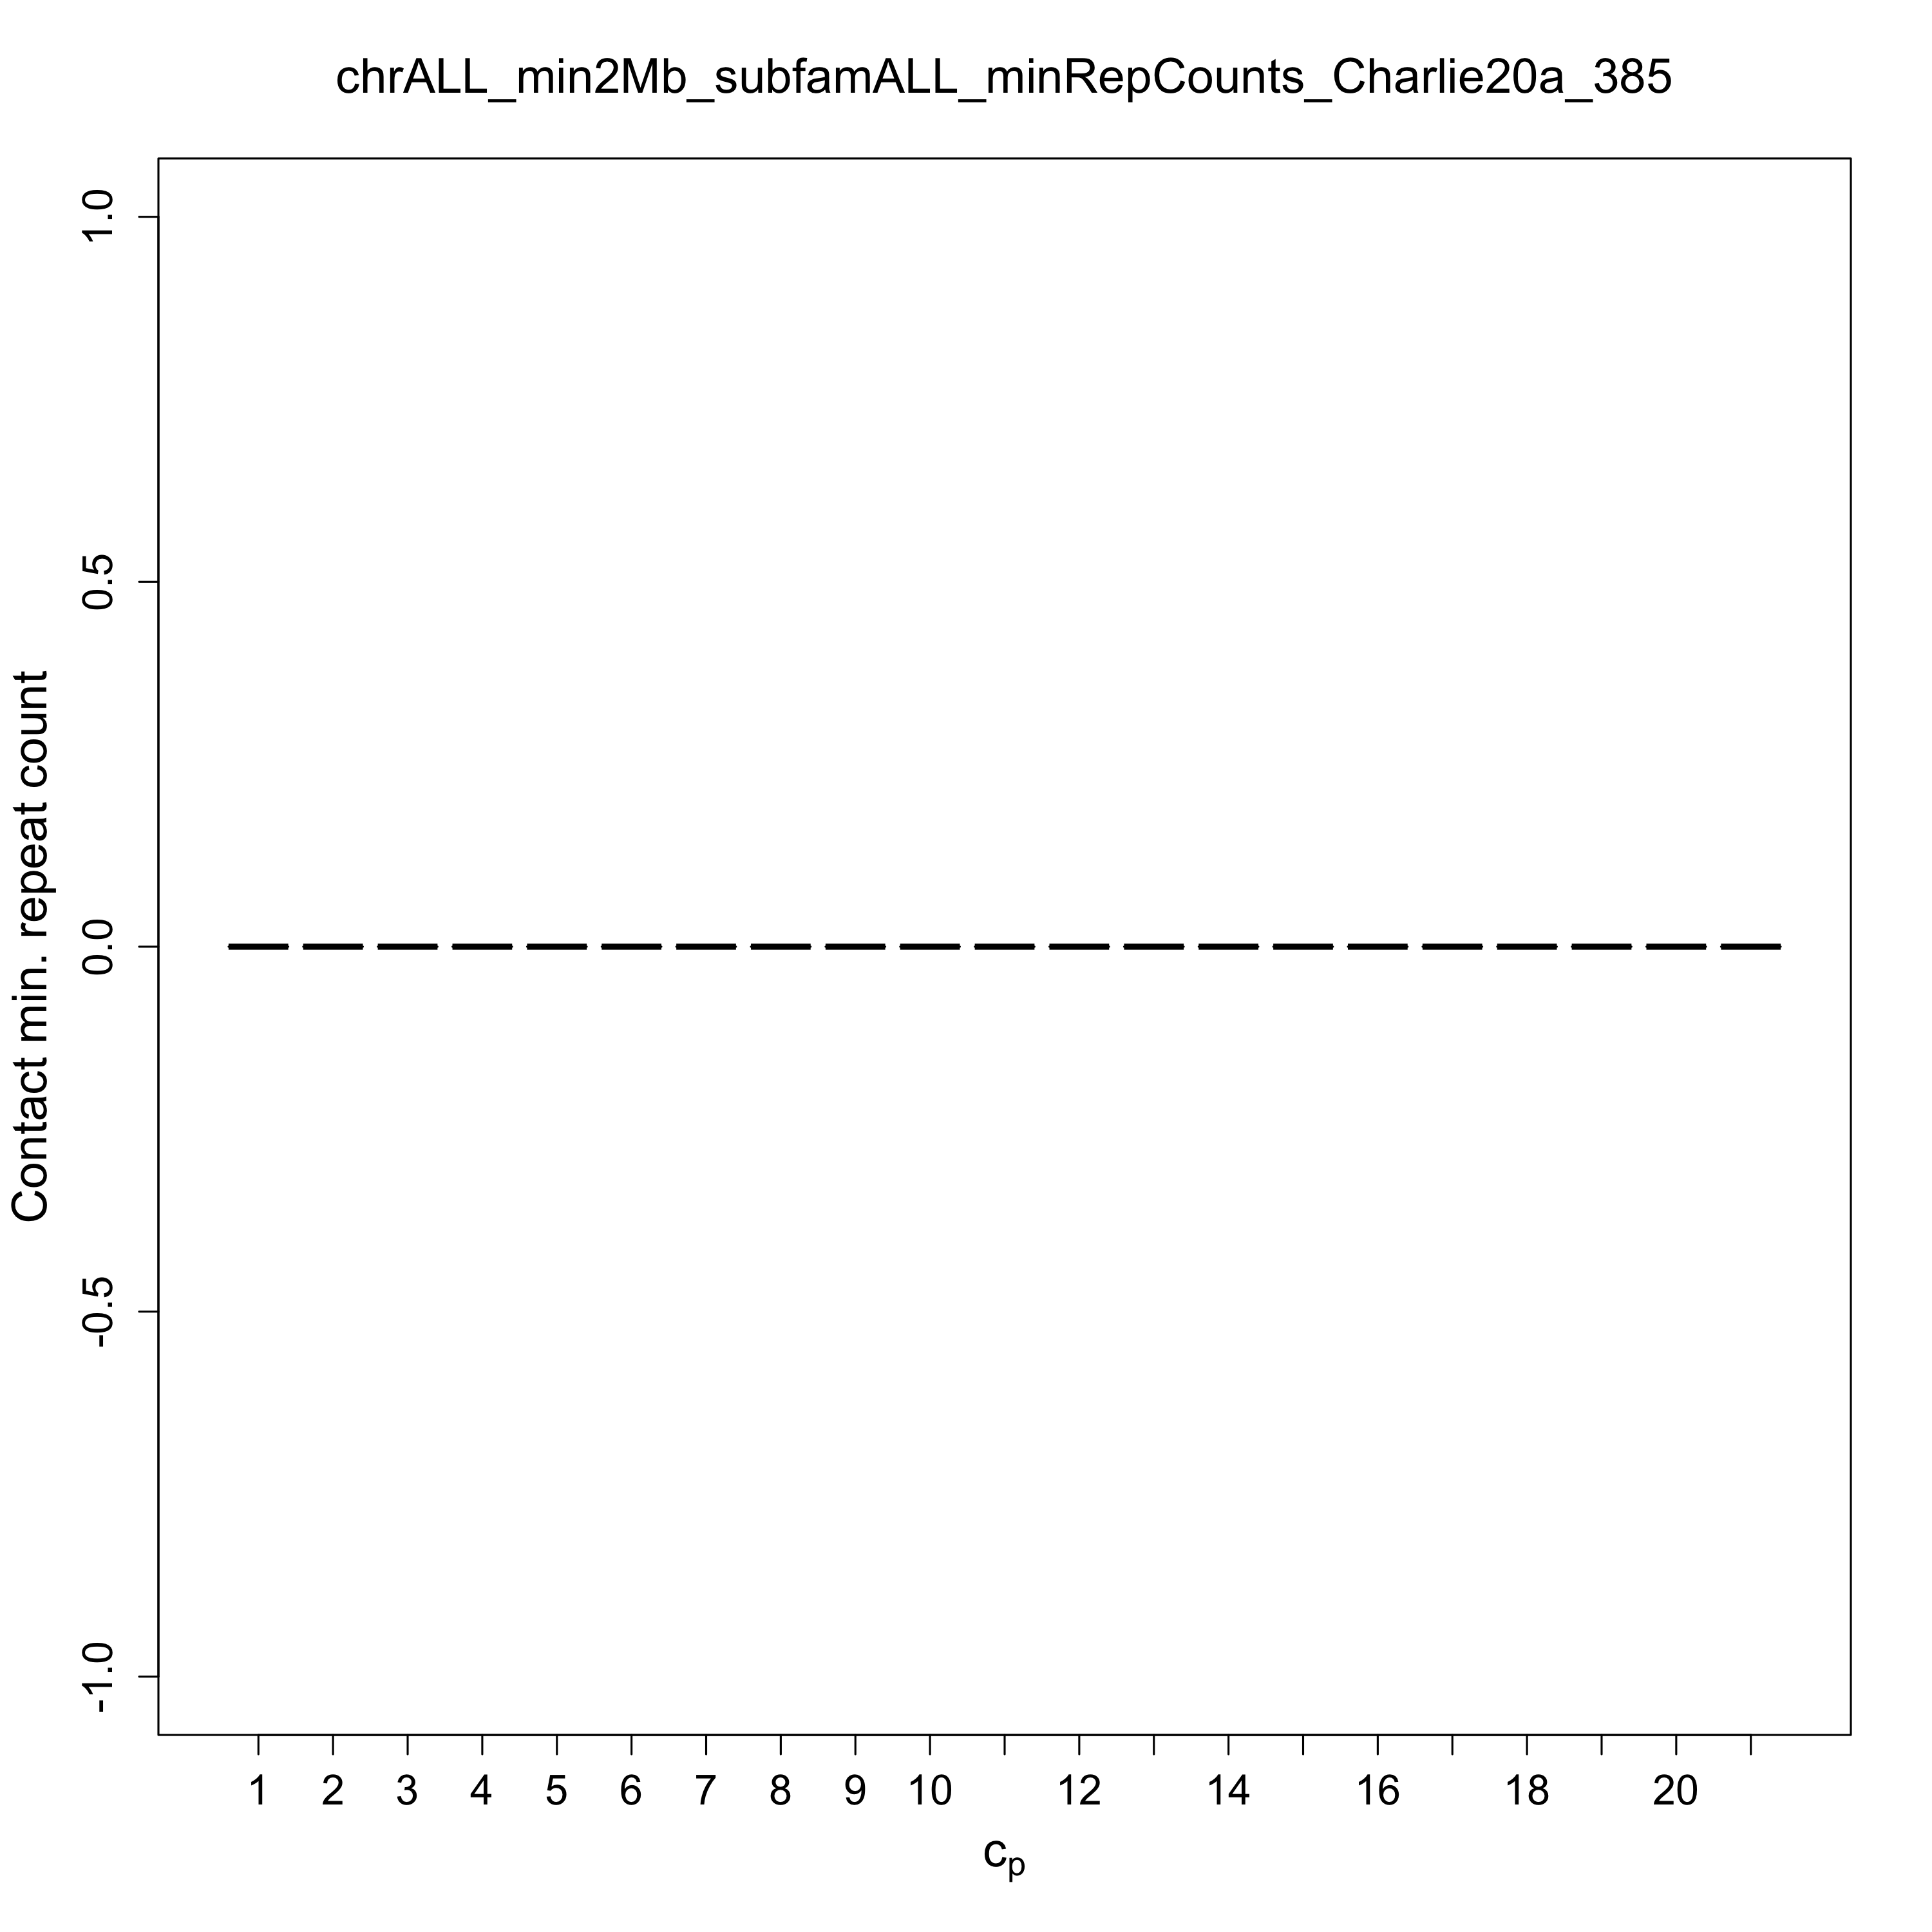 chrALL_min2Mb_subfamALL_minRepCounts_Charlie20a_385
Contact min. repeat count
1.0
0.5
0.0
-0.5
-1.0
1 2 3 4 5 6 7 8 9 10 12 14 16 18 20
cp